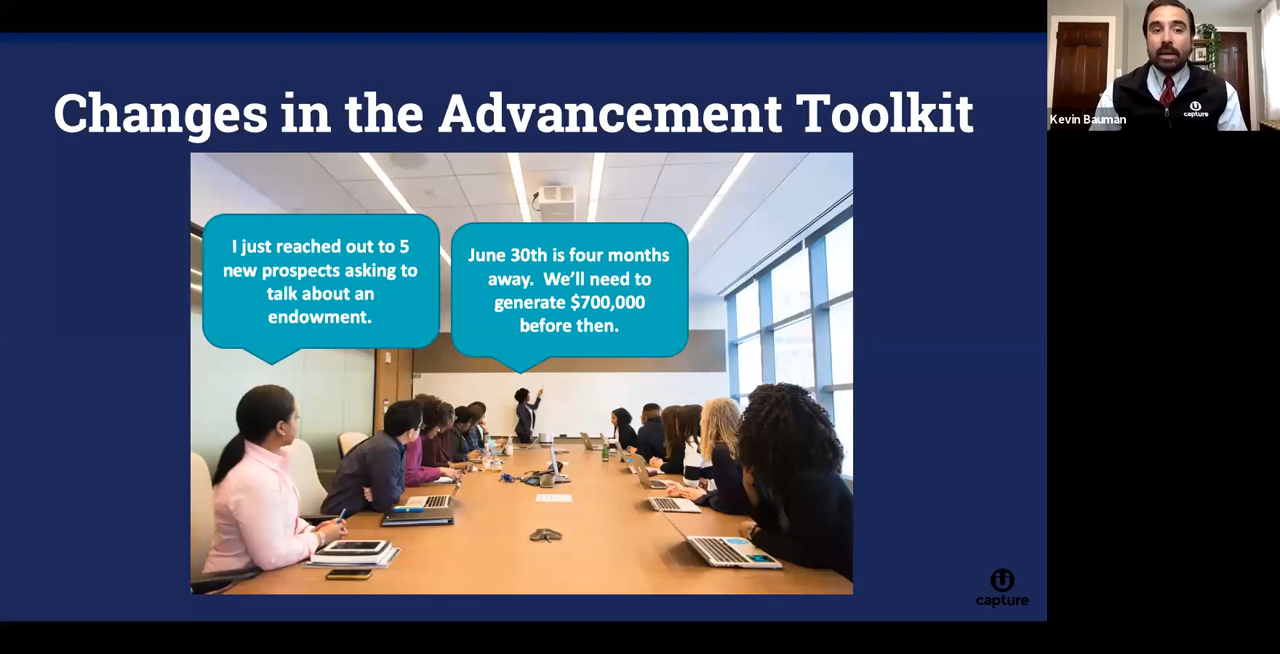 Changes in the Advancement Toolkit
I just reached out to 5
new prospects asking to
talk about an
endowment.
June 30th is four months
away. We'll need to
generate $700,000
before then.
capture
Kevin Bauman
capture